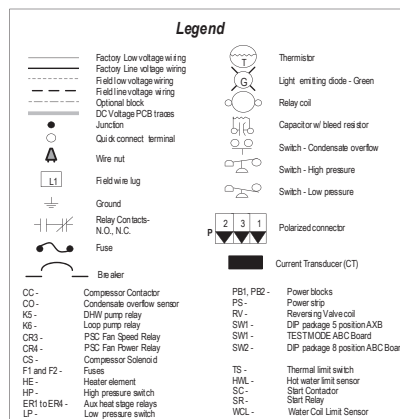 Legend
Factory Low voltage wiring
Factory Line voltage wiring
Field low voltage wiring
Field line voltage wiring
Optional block
DC Voltage PCB traces
Junction
Quick connect terminal
Wire nut
L1 Field wire lug
Ground
Relay Contacts-
N.O., N.C.
Fuse
Breaker
T Thermistor
G Light emitting diode - Green
Relay coil
Capacitor w/ bleed resistor
Switch - Condensate overflow
Switch - High pressure
Switch - Low pressure
2 3 1
P Polarized connector
Current Transducer (CT)
CC - Compressor Contactor
CO - Condensate overflow sensor
K5 - DHW pump relay
K6 - Loop pump relay
CR3 - PSC Fan Speed Relay
CR4 - PSC Fan Power Relay
CS - Compressor Solenoid
F1 and F2 - Fuses
HE - Heater element
HP - High pressure switch
ER1 to ER4 - Aux heat stage relays
LP - Low pressure switch
PB1, PB2 - Power blocks
PS - Power strip
RV - Reversing Valve coil
SW1 - DIP package 5 position AXB
SW1 - TEST MODE ABC Board
SW2 - DIP package 8 position ABC Boar
TS - Thermal limit switch
HWL - Hot water limit sensor
SC - Start Contactor
SR - Start Relay
WCL - Water Coil Limit Sensor